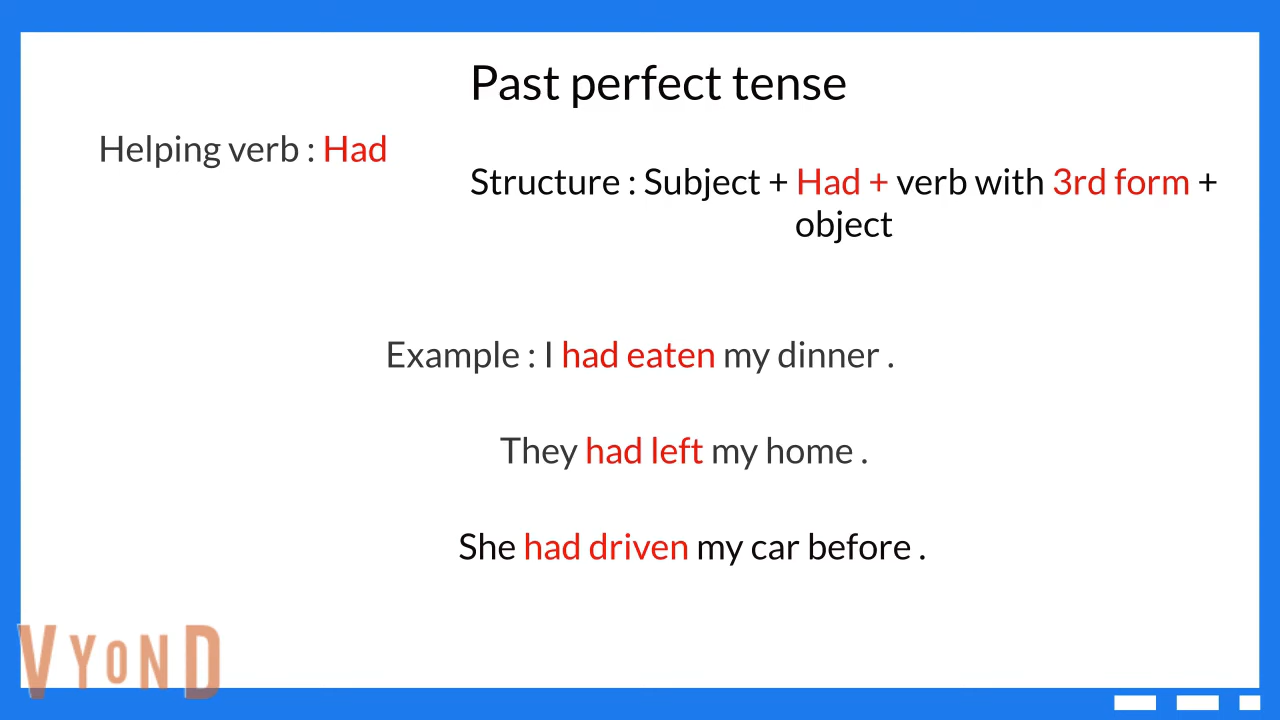 Past perfect tense
Helping verb : Had
Structure : Subject + Had + verb with 3rd form +
object
Example : I had eaten my dinner .
They had left my home .
She had driven my car before .
VYOND